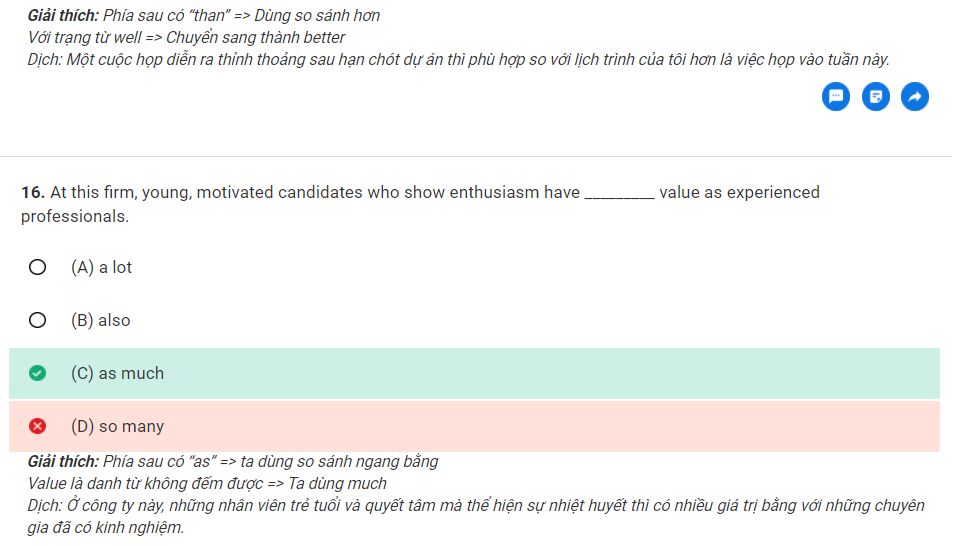 Giải thích: Phía sau có “than” => Dùng so sánh hơn
Với trạng từ well => Chuyển sang thành better
Dịch: Một cuộc họp diễn ra thỉnh thoảng sau hạn chót dự án thì phù hợp so với lịch trình của tôi hơn là việc họp vào tuần này.
16. At this firm, young, motivated candidates who show enthusiasm have _________ value as experienced
professionals.
(A) a lot
(B) also
(C) as much
(D) so many
Giải thích: Phía sau có “as” => ta dùng so sánh ngang bằng
Value là danh từ không đếm được => Ta dùng much
Dịch: Ở công ty này, những nhân viên trẻ tuổi và quyết tâm mà thể hiện sự nhiệt huyết thì có nhiều giá trị bằng với những chuyên
gia đã có kinh nghiệm.